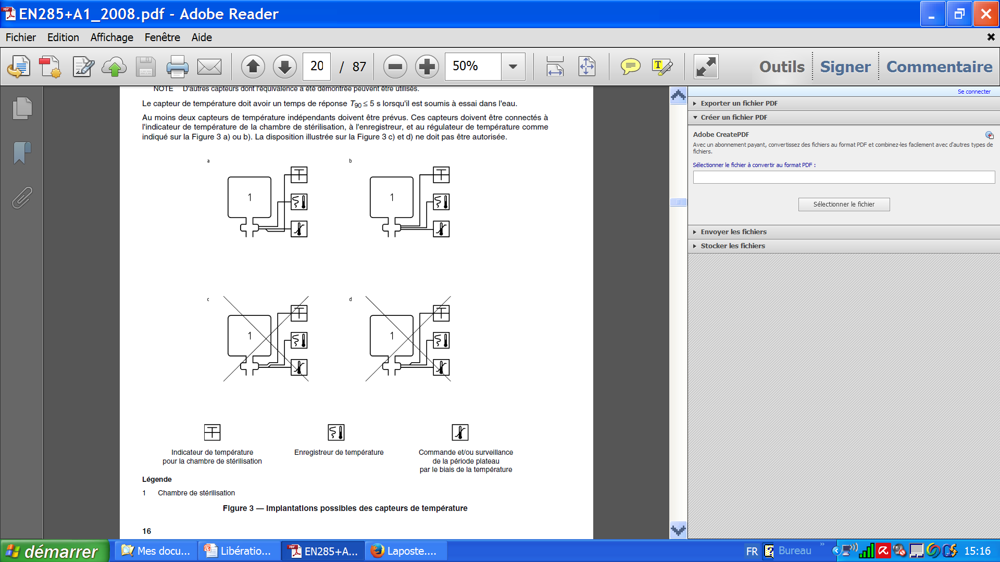 EN285+A1_2008.pdf - Adobe Reader
Fichier Edition Affichage Fenêtre Aide
20 / 87 50% Outils Signer Commentaire
NOTE D'autres capteurs dont l'équivalence a été démontrée peuvent être utilisés.
Le capteur de température doit avoir un temps de réponse T90 ≤ 5 s lorsqu'il est soumis à essai dans l'eau.
Au moins deux capteurs de température indépendants doivent être prévus. Ces capteurs doivent être connectés à
l'indicateur de température de la chambre de stérilisation, à l'enregistreur, et au régulateur de température comme
indiqué sur la Figure 3 a) ou b). La disposition illustrée sur la Figure 3 c) et d) ne doit pas être autorisée.
a b
1 1
c d
1 1
Indicateur de température
pour la chambre de stérilisation
Enregistreur de température
Commande et/ou surveillance
de la période plateau
par le biais de la température
Légende
1 Chambre de stérilisation
Figure 3 — Implantations possibles des capteurs de température
16
Se connecter
Exporter un fichier PDF
Créer un fichier PDF
Adobe CreatePDF
Avec un abonnement payant, convertissez des fichiers au format PDF et combinez-les facilement avec d'autres types de
fichiers.
Sélectionner le fichier à convertir au format PDF :
Sélectionner le fichier
Envoyer les fichiers
Stocker les fichiers
démarrer Mes docu... Libératio... EN285+A... Laposte.... FR Bureau » 15:16